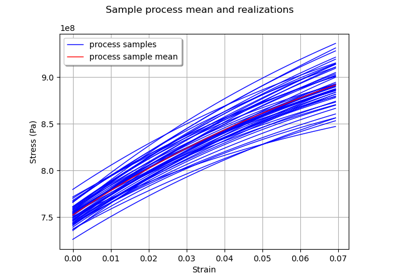 Sample process mean and realizations
1e8
process samples
process sample mean
9.0
8.5
8.0
7.5
Stress (Pa)
0.00 0.01 0.02 0.03 0.04 0.05 0.06 0.07
Strain